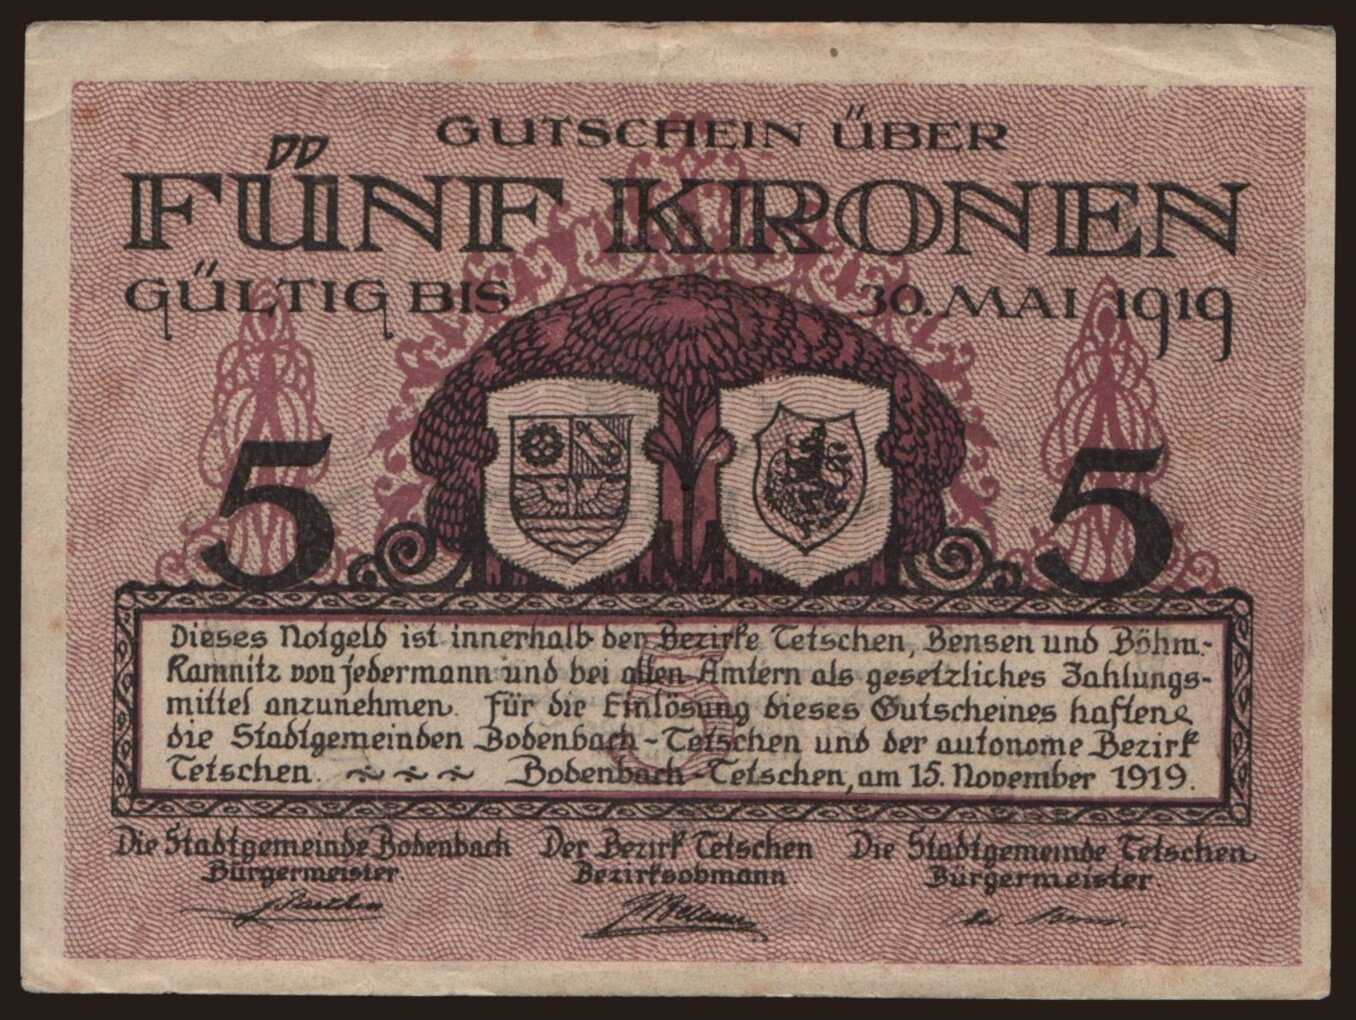 GUTSCHEIN ÜBER
FÜNF KRONEN
GÜLTIG BIS 30. MAI 1919
5 5
Dieses Notgeld ist innerhalb der Bezirke Tetschen, Bensen und Böhm.-
Kamnitz von jedermann und bei allen Ämtern als gesetzliches Zahlungs-
mittel anzunehmen. Für die Einlösung dieses Gutscheines haften
die Stadtgemeinden Bodenbach-Tetschen und der autonome Bezirk
Tetschen. Bodenbach-Tetschen, am 15. November 1919.
Die Stadtgemeinde Bodenbach Der Bezirk Tetschen Die Stadtgemeinde Tetschen
Bürgermeister. Bezirksobmann. Bürgermeister.